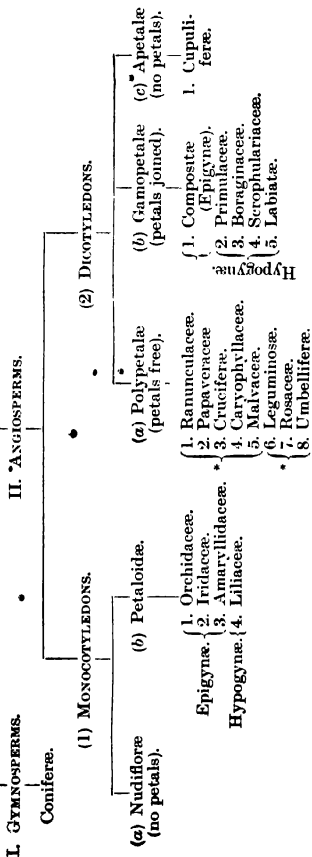 I. GYMNOSPERMS.
Coniferæ.
II. ANGIOSPERMS.
(1) MONOCOTYLEDONS.
(a) Nudifloræ
(no petals).
(b) Petaloidæ.
Epigynæ.
1. Orchidaceæ.
2. Iridaceæ.
3. Amaryllidaceæ.
Hypogynæ.
4. Liliaceæ.
(2) DICOTYLEDONS.
(a) Polypetalæ
(petals free).
*
1. Ranunculaceæ.
2. Papaveraceæ
3. Cruciferæ.
4. Caryophyllaceæ.
5. Malvaceæ.
*
6. Leguminosæ.
7. Rosaceæ.
8. Umbelliferæ.
(b) Gamopetalæ
(petals joined).
1. Compositæ
(Epigynæ).
Hypogynæ.
2. Primulaceæ.
3. Boraginaceæ.
4. Scrophulariaceæ.
5. Labiatæ.
(c) Apetalæ
(no petals).
1. Cupuli-
feræ.